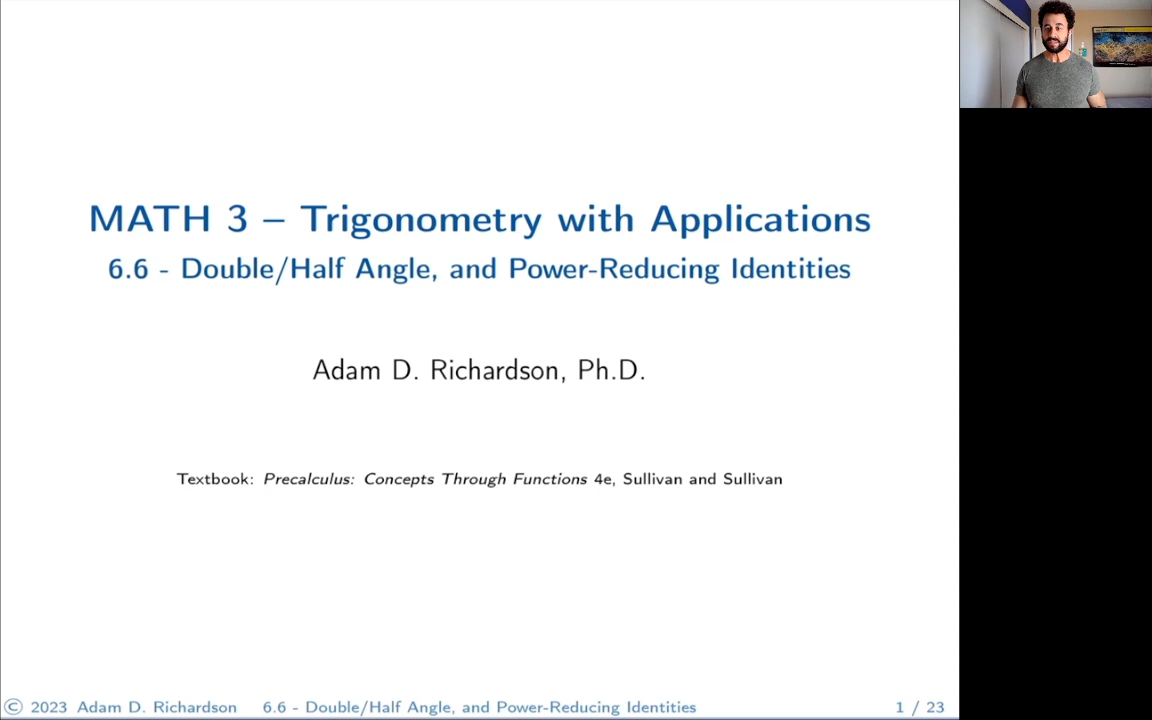 MATH 3 – Trigonometry with Applications
6.6 - Double/Half Angle, and Power-Reducing Identities
Adam D. Richardson, Ph.D.
Textbook: Precalculus: Concepts Through Functions 4e, Sullivan and Sullivan
© 2023 Adam D. Richardson 6.6 - Double/Half Angle, and Power-Reducing Identities 1 / 23